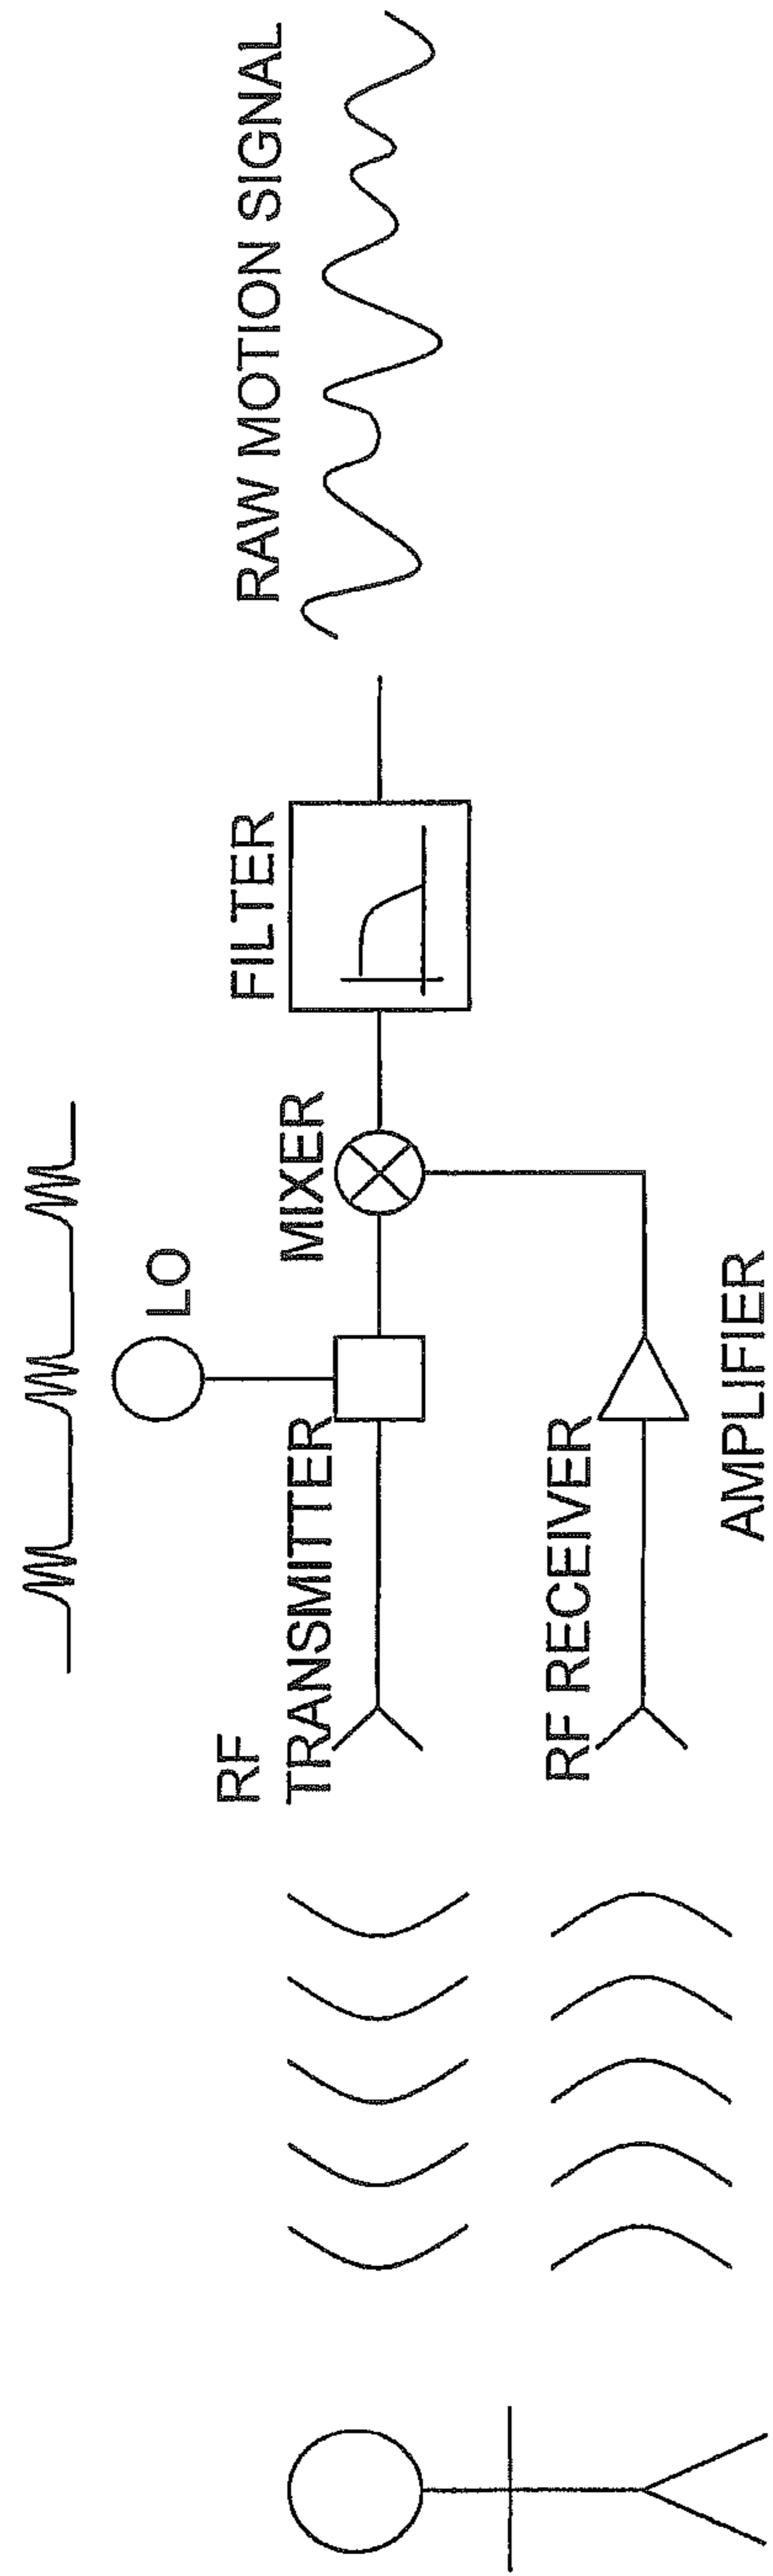 LO
RF
TRANSMITTER
MIXER
FILTER
RAW MOTION SIGNAL
RF RECEIVER
AMPLIFIER